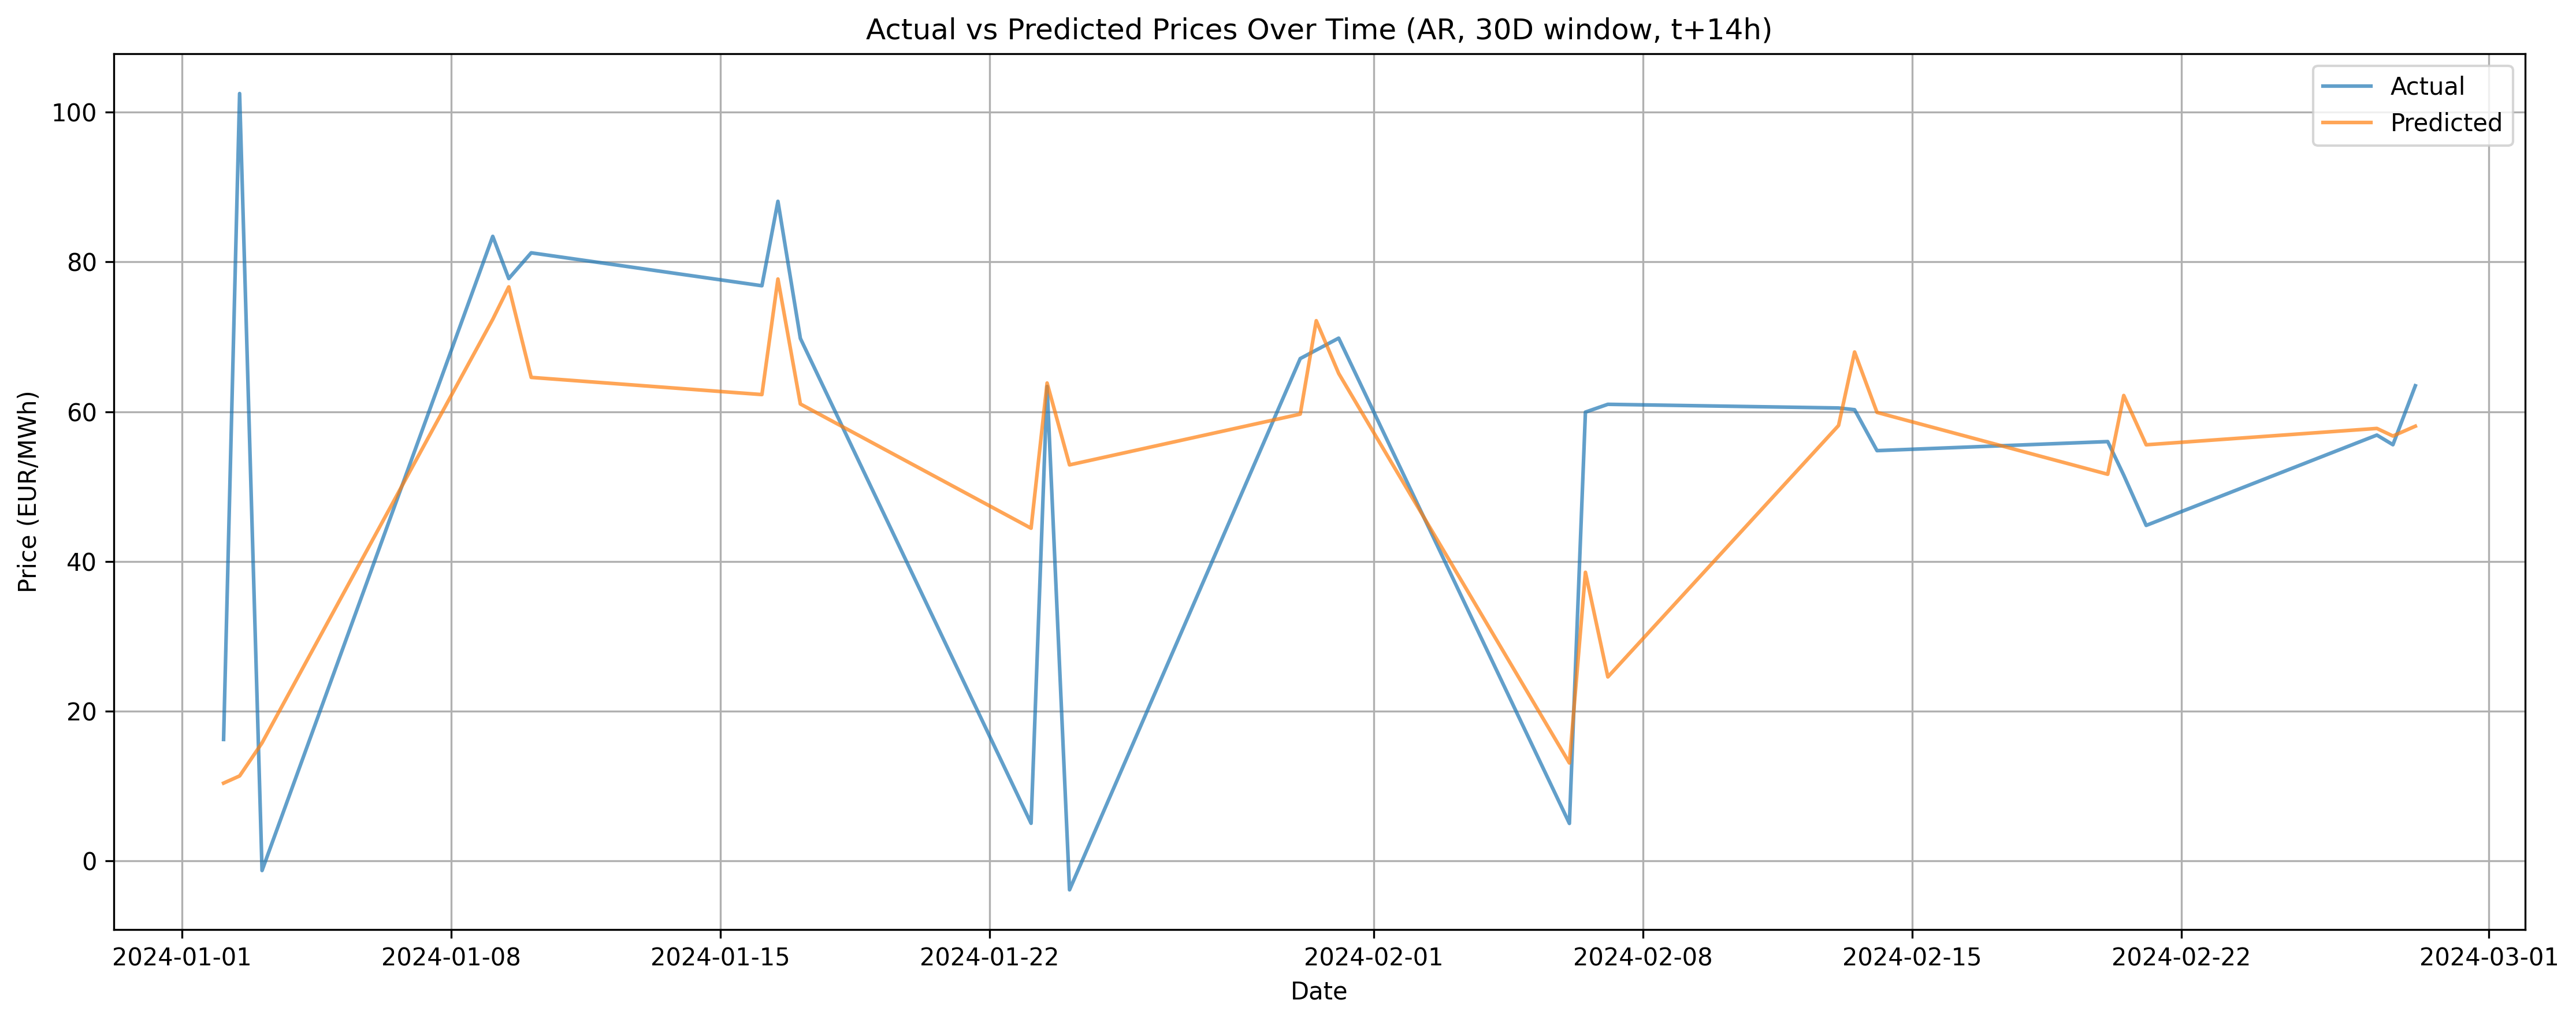 Actual vs Predicted Prices Over Time (AR, 30D window, t+14h)
Actual
Predicted
Price (EUR/MWh)
100
80
60
40
20
0
2024-01-01 2024-01-08 2024-01-15 2024-01-22 2024-02-01 2024-02-08 2024-02-15 2024-02-22 2024-03-01
Date